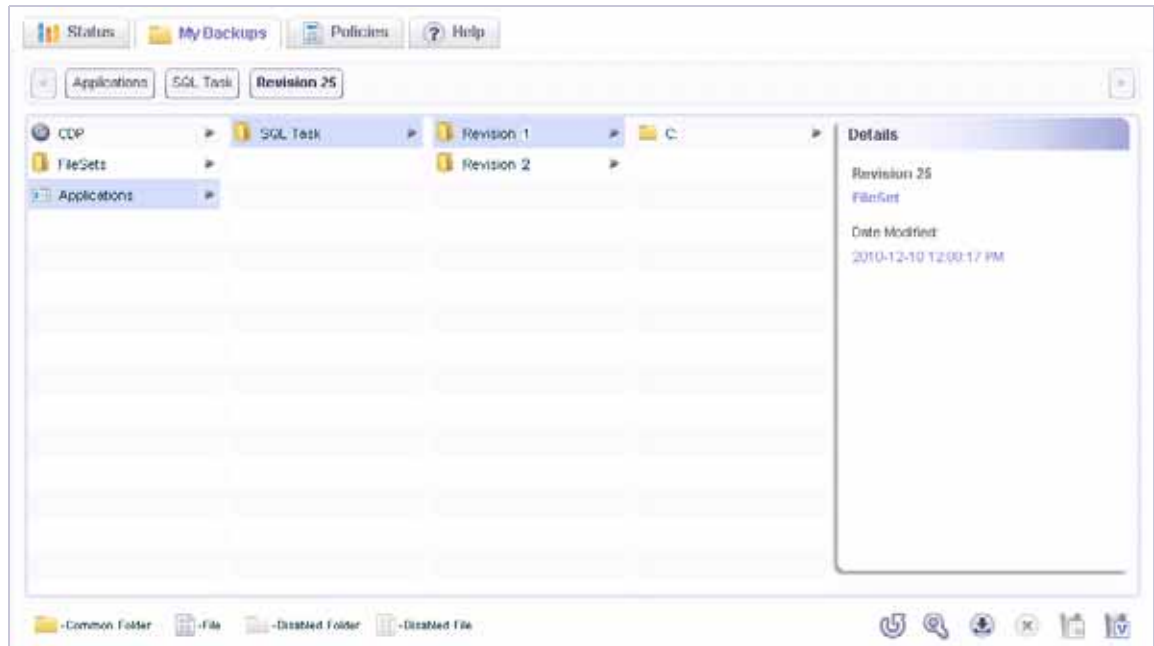 Status My Backups Policies ? Help
Applications SQL Task Revision 25
CDP SQL Task Revision 1 C: Details
FileSets Revision 2
Applications
Revision 25
FileSet
Date Modified:
2010-12-10 12:00:17 PM
-Common Folder -File -Disabled Folder -Disabled File